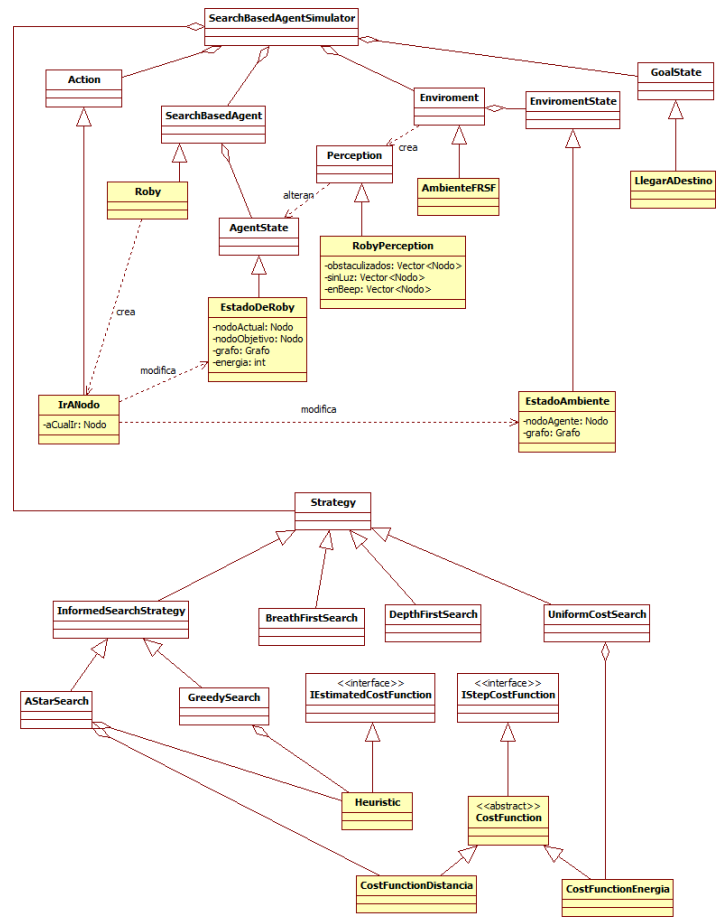 SearchBasedAgentSimulator
Action
GoalState
Enviroment
EnviromentState
SearchBasedAgent
crea
Perception
LlegarADestino
Roby
AmbienteFRSF
alteran
AgentState
RobyPerception
-obstaculizados: Vector<Nodo>
-sinLuz: Vector<Nodo>
-enBeep: Vector<Nodo>
EstadoDeRoby
-nodoActual: Nodo
-nodoObjetivo: Nodo
-grafo: Grafo
-energia: int
crea
modifica
IrANodo
-aCualIr: Nodo
modifica
EstadoAmbiente
-nodoAgente: Nodo
-grafo: Grafo
Strategy
InformedSearchStrategy
BreathFirstSearch
DepthFirstSearch
UniformCostSearch
AStarSearch
GreedySearch
<<interface>>
IEstimatedCostFunction
<<interface>>
IStepCostFunction
Heuristic
<<abstract>>
CostFunction
CostFunctionDistancia
CostFunctionEnergia